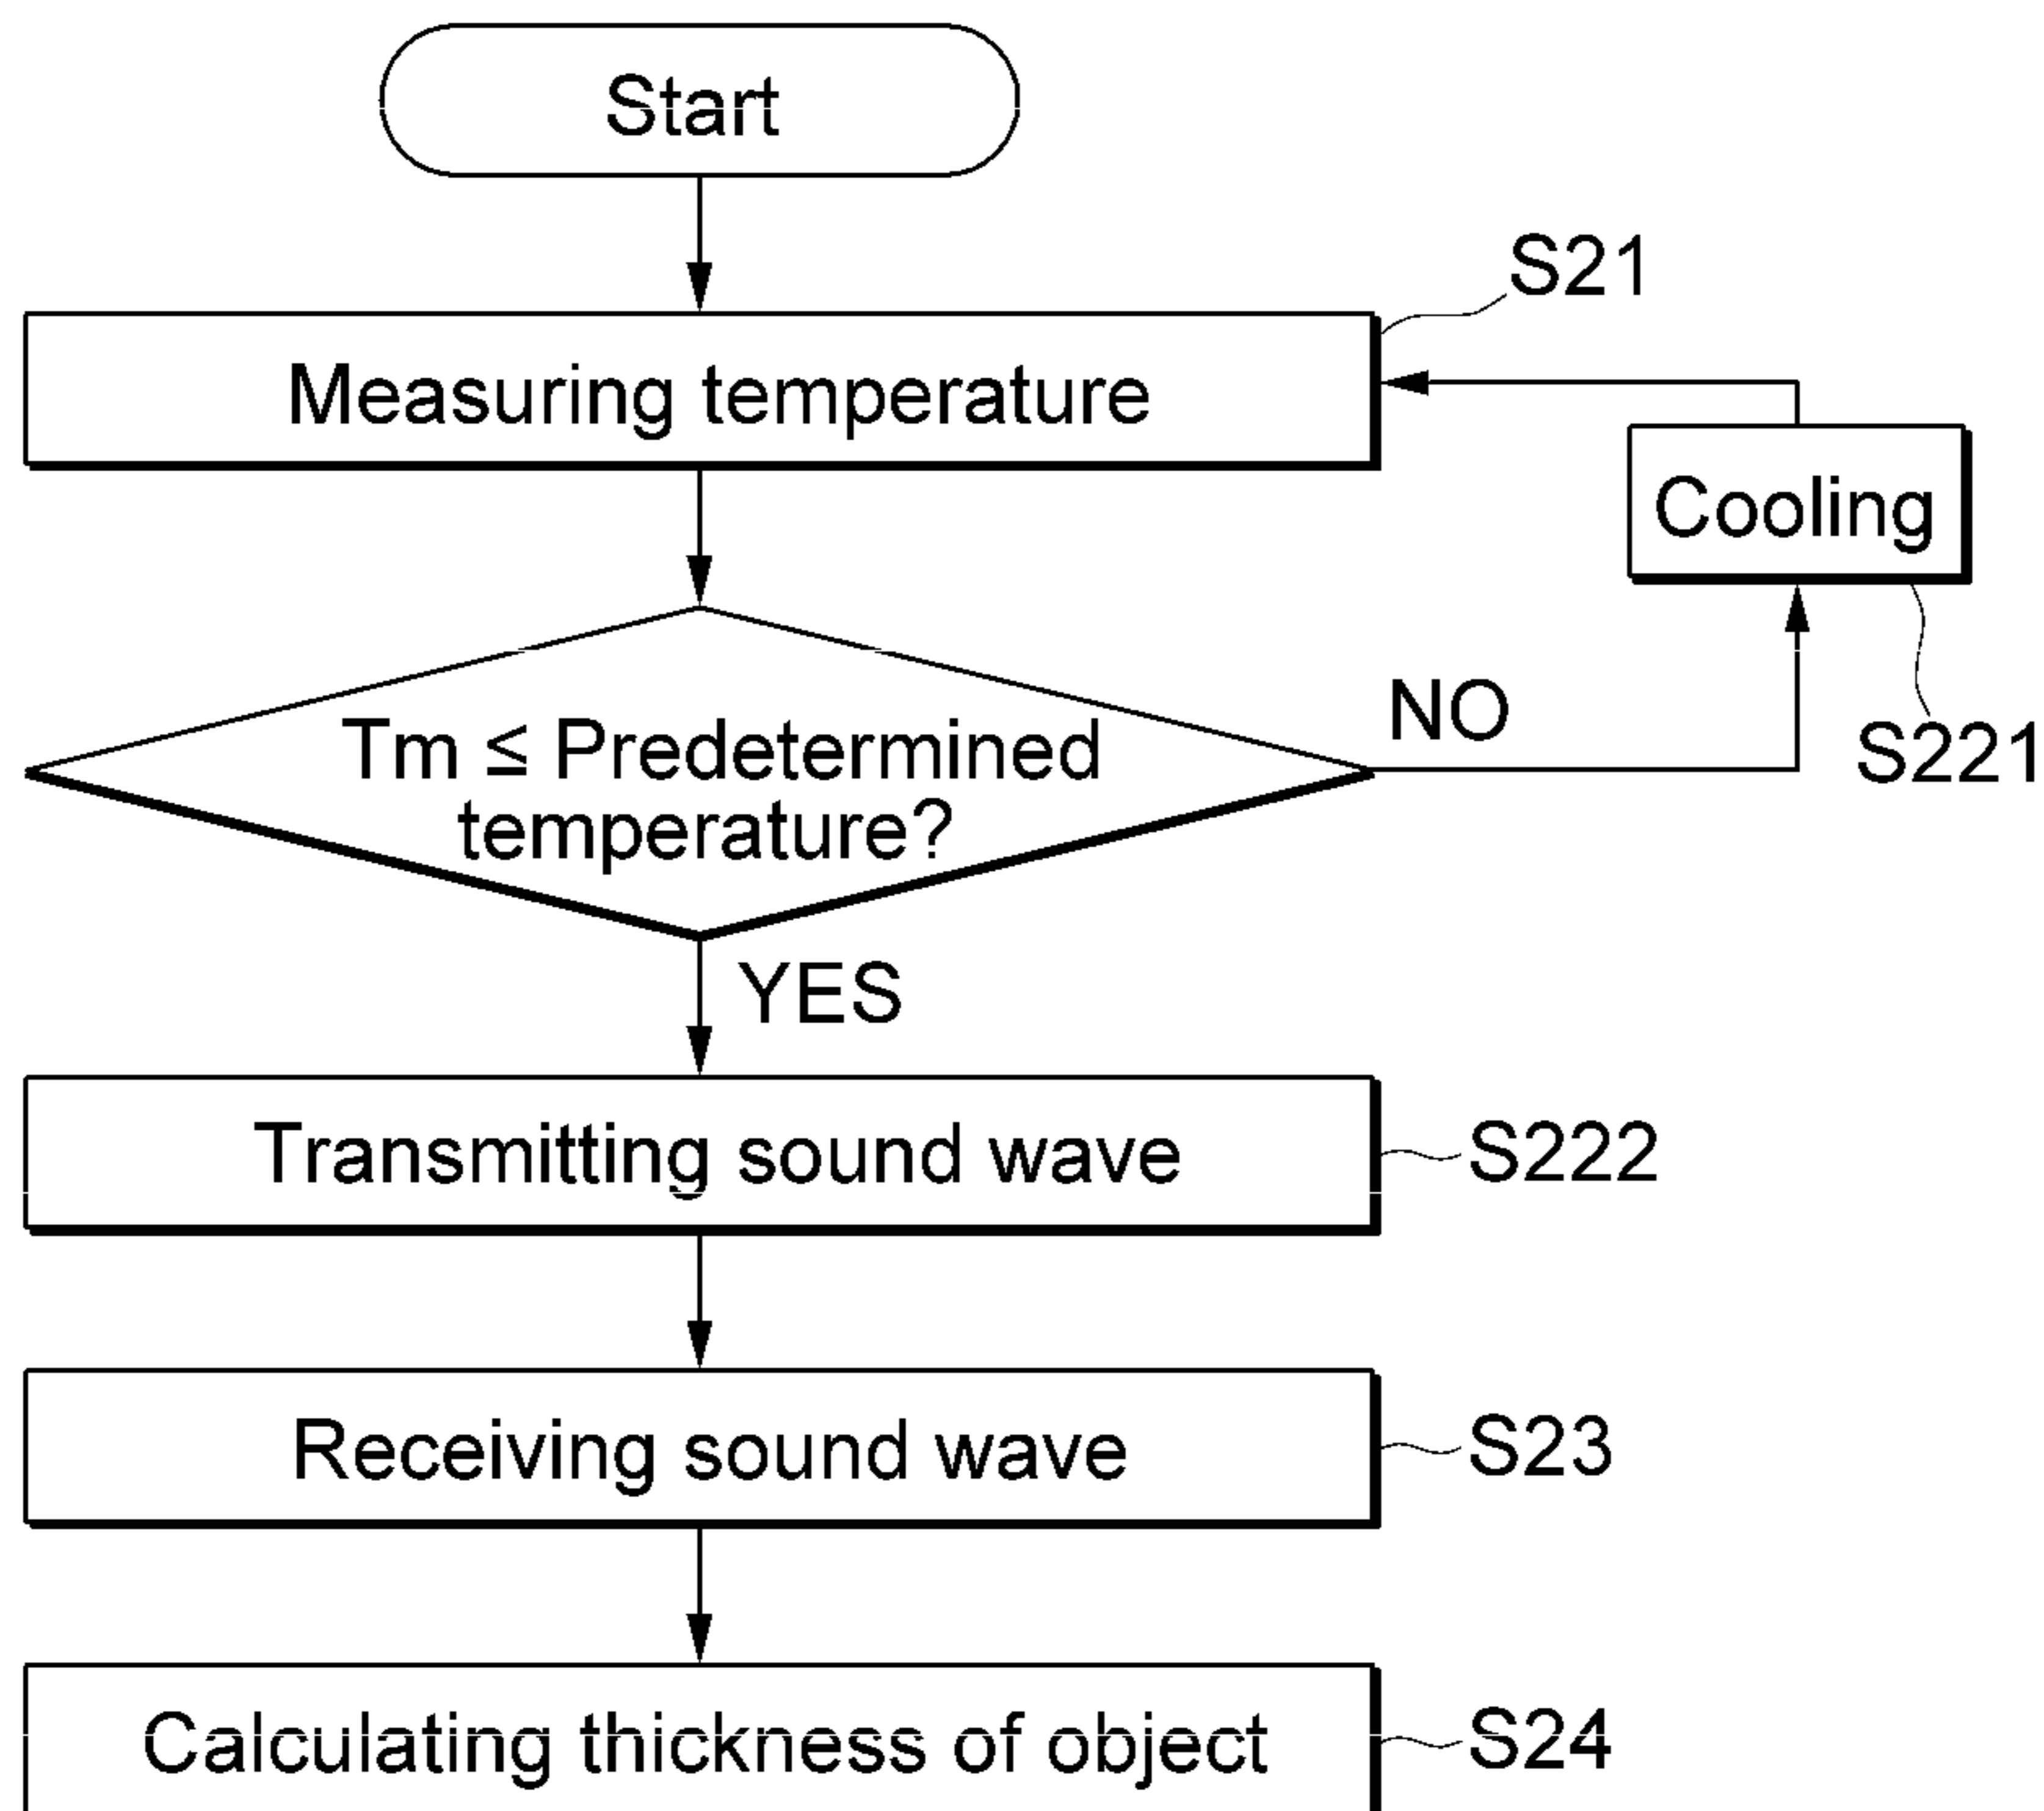 Start
S21
Measuring temperature
Cooling
NO
Tm ≤ Predetermined
temperature?
S221
YES
Transmitting sound wave
S222
Receiving sound wave
S23
Calculating thickness of object
S24